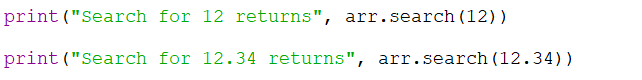 print("Search for 12 returns", arr.search(12))
print("Search for 12.34 returns", arr.search(12.34))